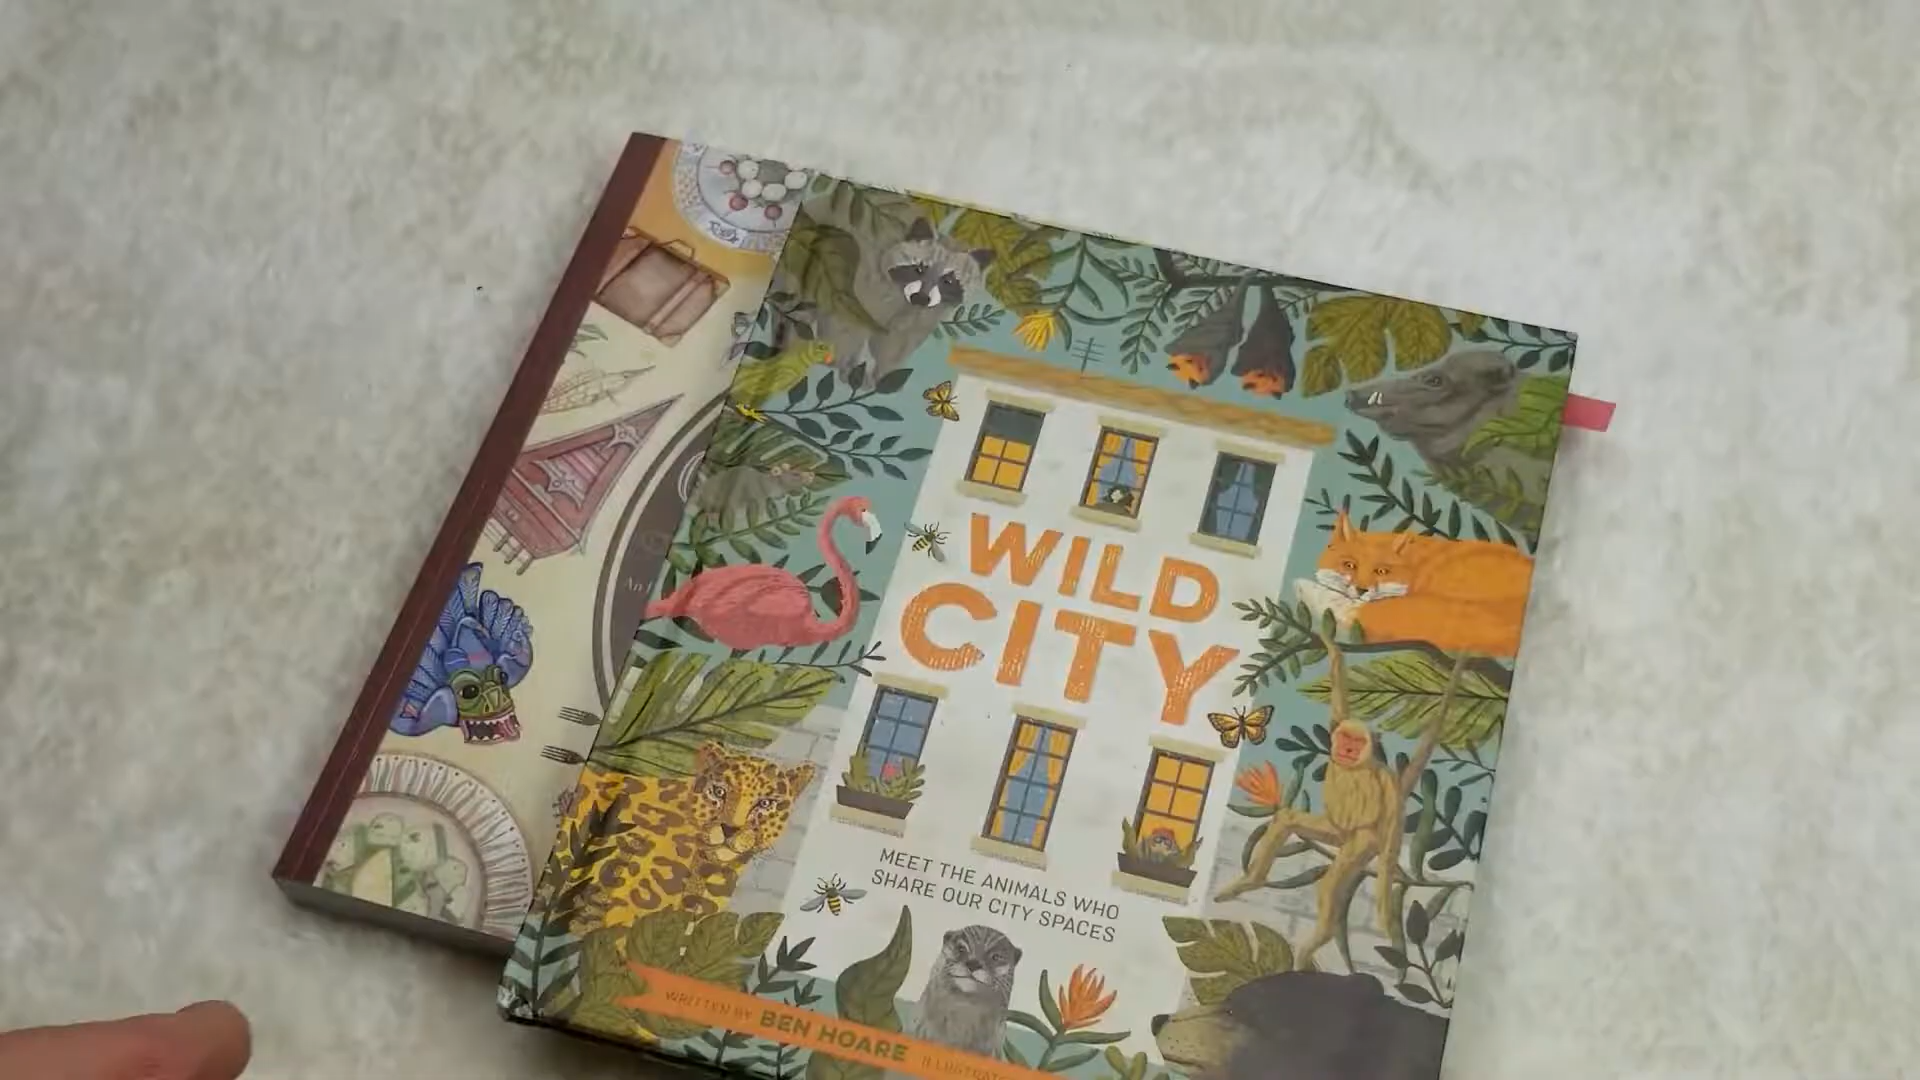 WILD
CITY
MEET THE ANIMALS WHO
SHARE OUR CITY SPACES
WRITTEN BY BEN HOARE